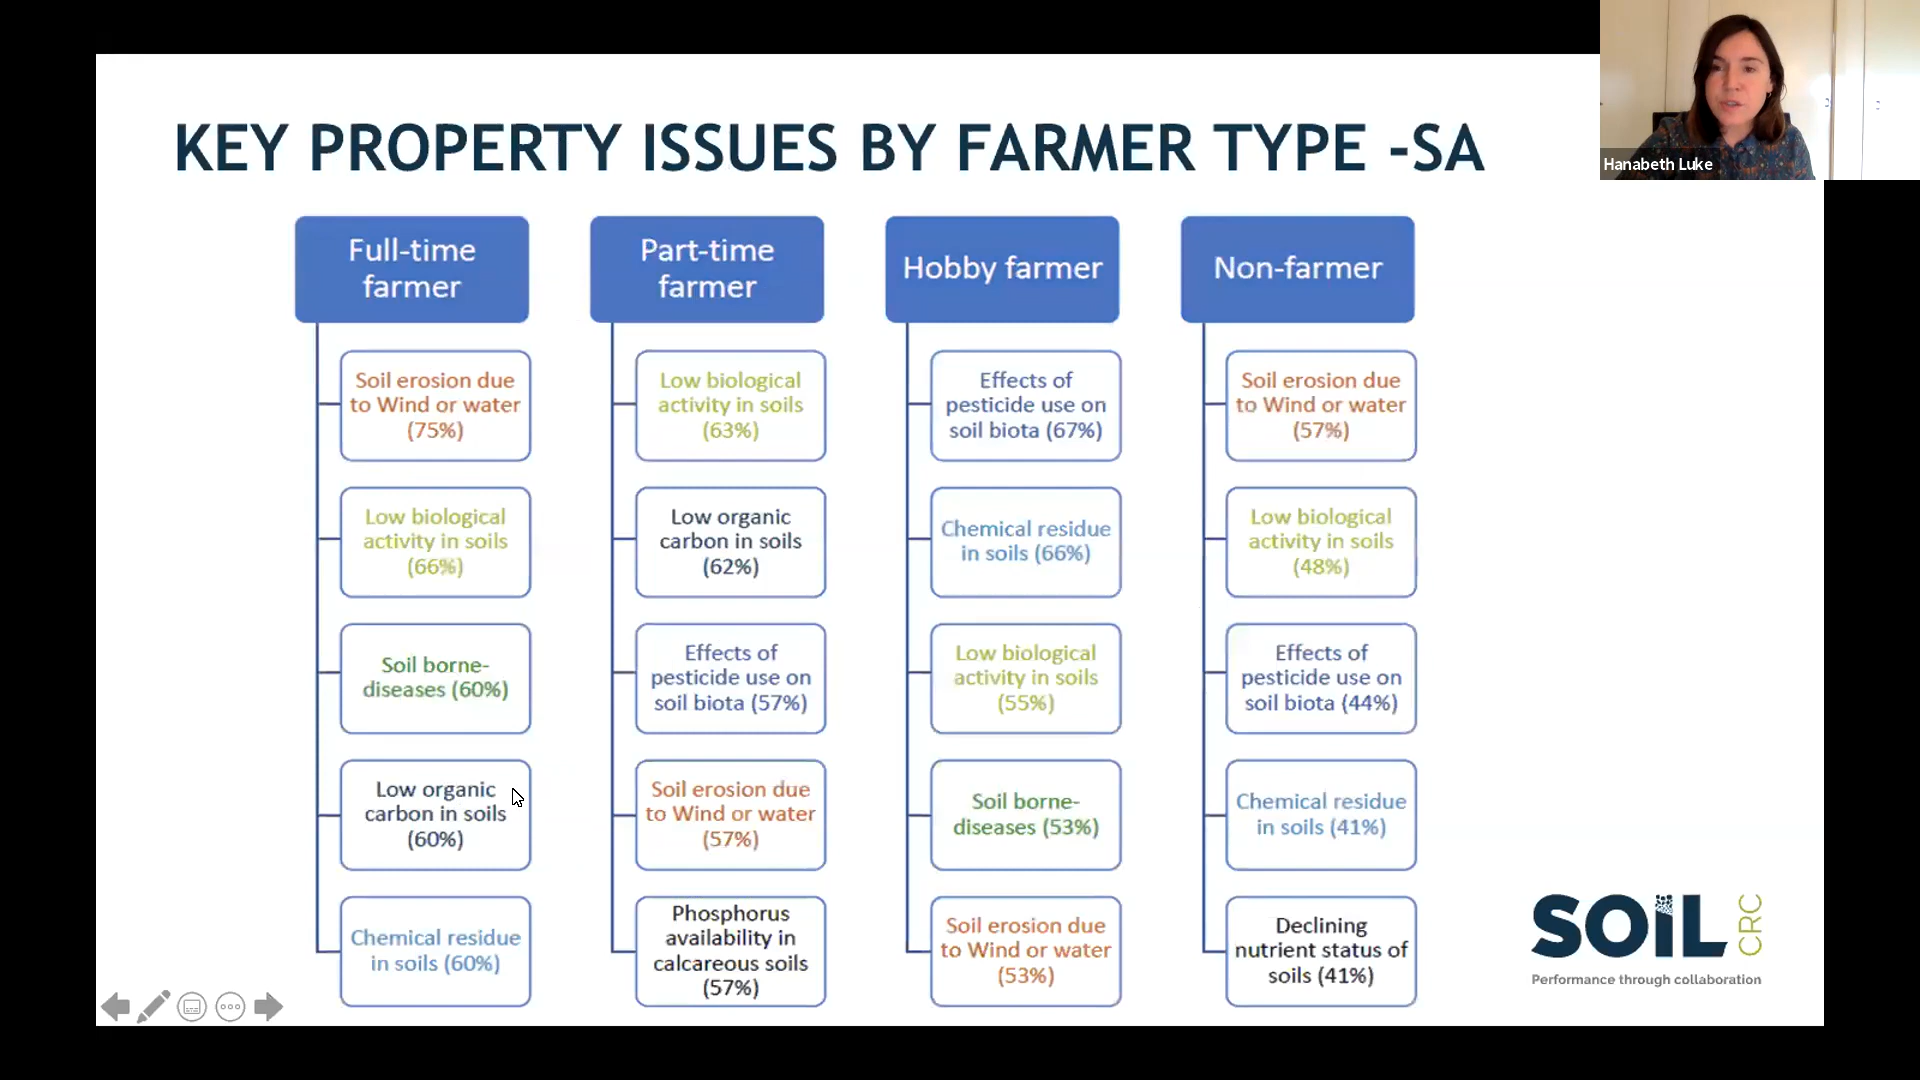 KEY PROPERTY ISSUES BY FARMER TYPE -SA
Hanabeth Luke
Full-time
farmer
Soil erosion due
to Wind or water
(75%)
Low biological
activity in soils
(66%)
Soil borne-
diseases (60%)
Low organic
carbon in soils
(60%)
Chemical residue
in soils (60%)
Part-time
farmer
Low biological
activity in soils
(63%)
Low organic
carbon in soils
(62%)
Effects of
pesticide use on
soil biota (57%)
Soil erosion due
to Wind or water
(57%)
Phosphorus
availability in
calcareous soils
(57%)
Hobby farmer
Effects of
pesticide use on
soil biota (67%)
Chemical residue
in soils (66%)
Low biological
activity in soils
(55%)
Soil borne-
diseases (53%)
Soil erosion due
to Wind or water
(53%)
Non-farmer
Soil erosion due
to Wind or water
(57%)
Low biological
activity in soils
(48%)
Effects of
pesticide use on
soil biota (44%)
Chemical residue
in soils (41%)
Declining
nutrient status of
soils (41%)
SOIL CRC
Performance through collaboration